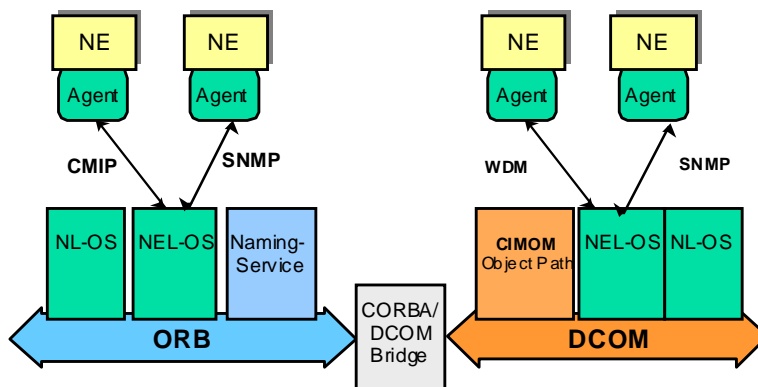 NE
NE
NE
NE
Agent
Agent
Agent
Agent
CMIP
SNMP
WDM
SNMP
NL-OS
NEL-OS
Naming-
Service
CIMOM
Object Path
NEL-OS
NL-OS
ORB
CORBA/
DCOM
Bridge
DCOM